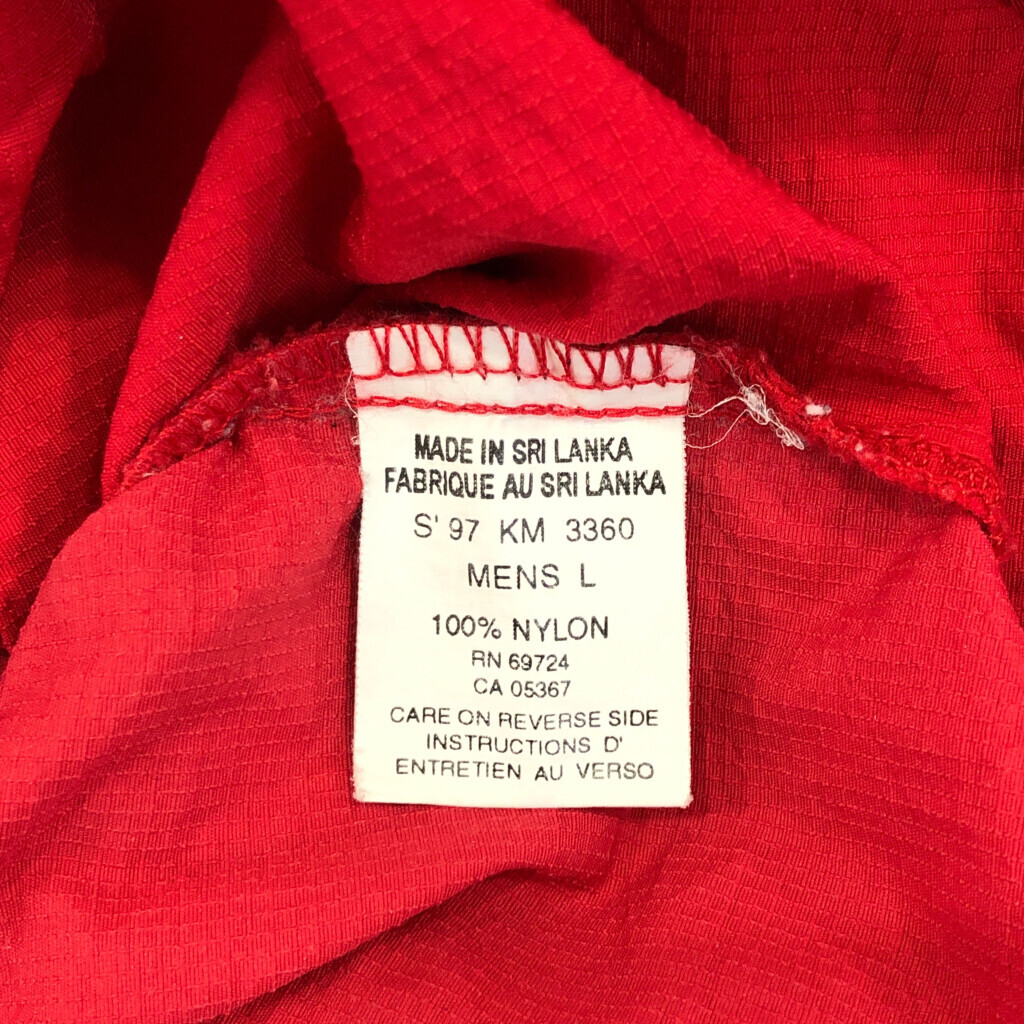 MADE IN SRI LANKA
FABRIQUE AU SRI LANKA
S' 97 KM 3360
MENS L
100% NYLON
RN 69724
CA 05367
CARE ON REVERSE SIDE
INSTRUCTIONS D'
ENTRETIEN AU VERSO